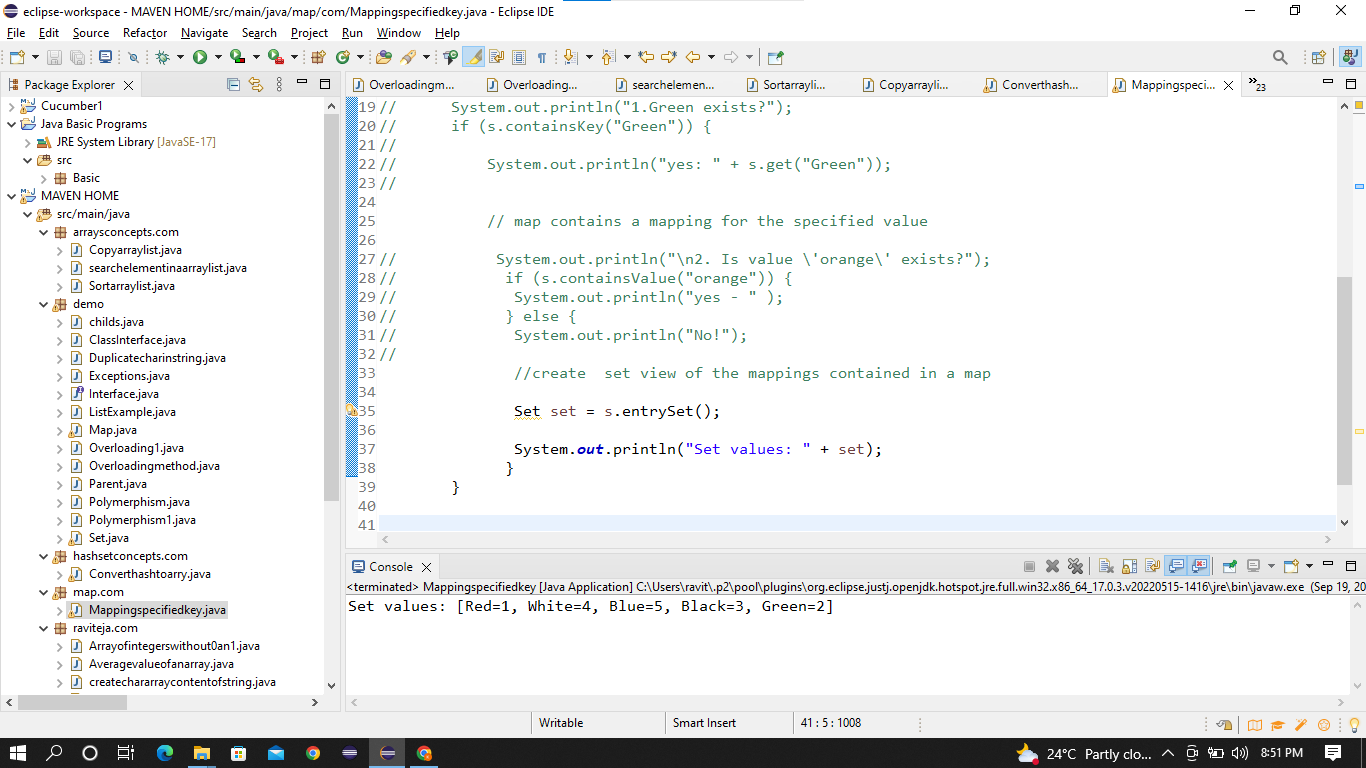 eclipse-workspace - MAVEN HOME/src/main/java/map/com/Mappingspecifiedkey.java - Eclipse IDE
File Edit Source Refactor Navigate Search Project Run Window Help
Package Explorer
Cucumber1
Java Basic Programs
JRE System Library [JavaSE-17]
src
Basic
MAVEN HOME
src/main/java
arraysconcepts.com
Copyarraylist.java
searchelementinaarraylist.java
Sortarraylist.java
demo
childs.java
ClassInterface.java
Duplicatecharinstring.java
Exceptions.java
Interface.java
ListExample.java
Map.java
Overloading1.java
Overloadingmethod.java
Parent.java
Polymerphism.java
Polymerphism1.java
Set.java
hashsetconcepts.com
Converthashtoarry.java
map.com
Mappingspecifiedkey.java
raviteja.com
Arrayofintegerswithout0an1.java
Averagevalueofanarray.java
createchararraycontentofstring.java
Overloadingm... Overloading... searchelemen... Sortarrayli... Copyarrayli... Converthash... Mappingspeci... »23
19 // System.out.println("1.Green exists?");
20 // if (s.containsKey("Green")) {
21 //
22 // System.out.println("yes: " + s.get("Green"));
23 //
24
25 // map contains a mapping for the specified value
26
27 // System.out.println("\n2. Is value \'orange\' exists?");
28 // if (s.containsValue("orange")) {
29 // System.out.println("yes - " );
30 // } else {
31 // System.out.println("No!");
32 //
33 //create  set view of the mappings contained in a map
34
35 Set set = s.entrySet();
36
37 System.out.println("Set values: " + set);
38 }
39 }
40
41
Console
<terminated> Mappingspecifiedkey [Java Application] C:\Users\ravit\.p2\pool\plugins\org.eclipse.justj.openjdk.hotspot.jre.full.win32.x86_64_17.0.3.v20220515-1416\jre\bin\javaw.exe (Sep 19, 20
Set values: [Red=1, White=4, Blue=5, Black=3, Green=2]
Writable Smart Insert 41 : 5 : 1008
24°C Partly clo... 8:51 PM